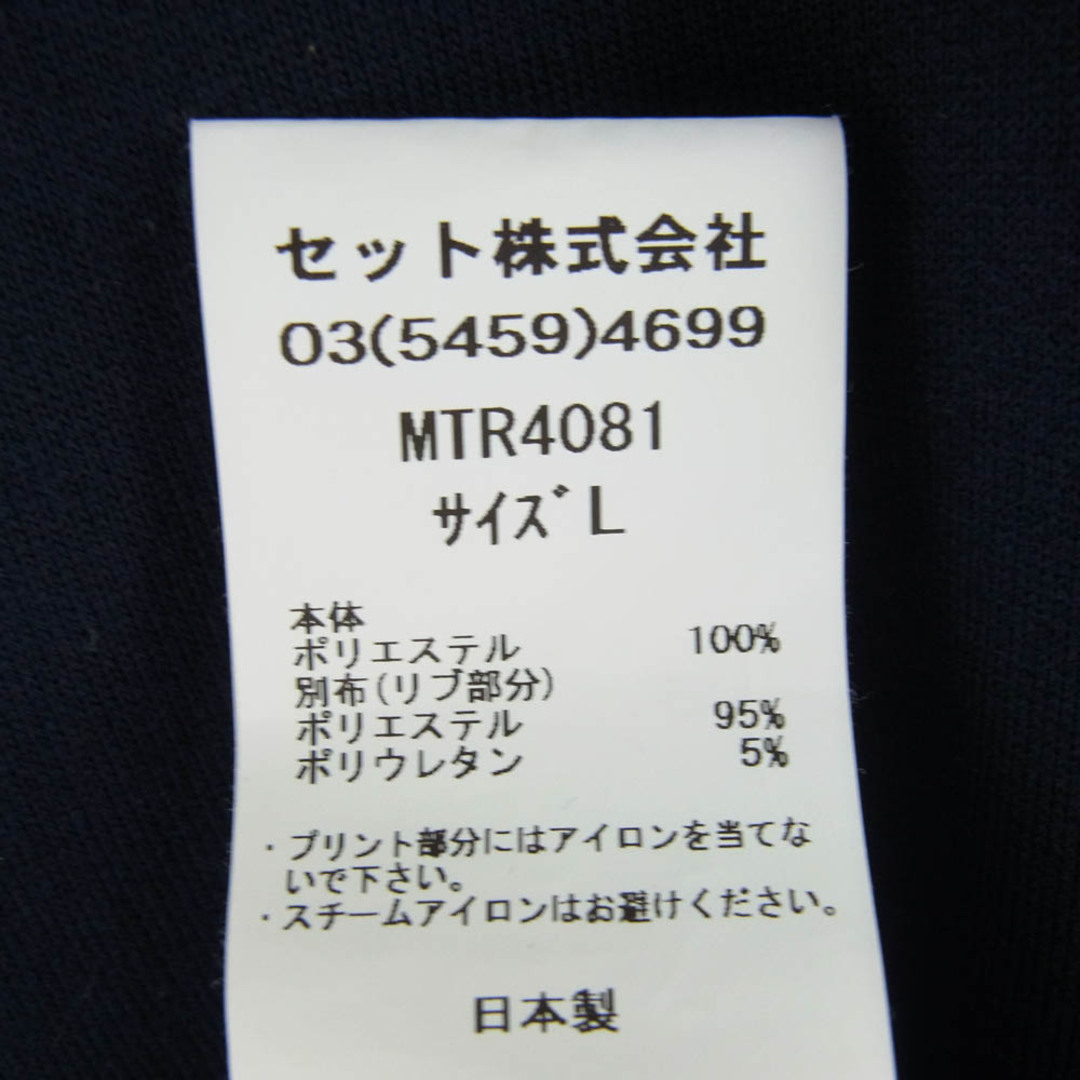 セット株式会社
03(5459)4699
MTR4081
サイズ L
本体
ポリエステル 100%
別布(リブ部分)
ポリエステル 95%
ポリウレタン 5%
・プリント部分にはアイロンを当てな
いで下さい。
・スチームアイロンはお避けください。
日本製